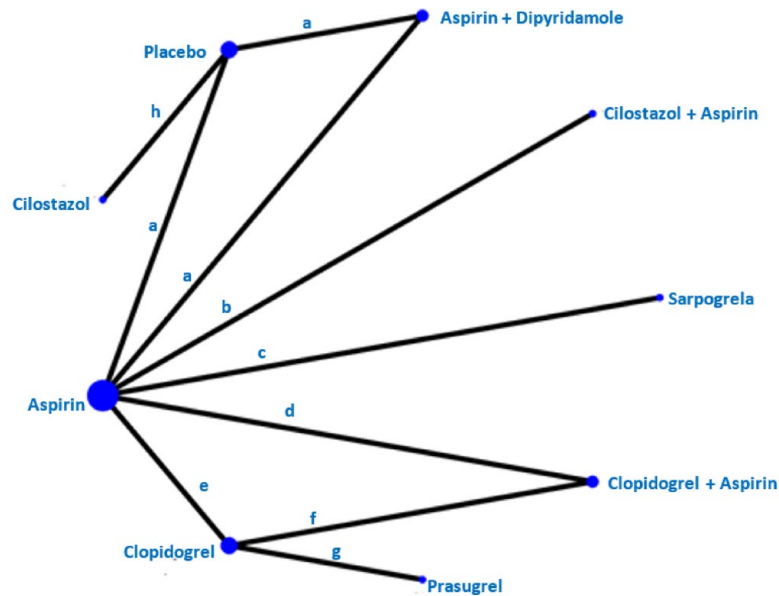 a
Aspirin + Dipyridamole
Placebo
h
Cilostazol + Aspirin
Cilostazol
a
a
b
Sarpogrela
c
Aspirin
d
e
Clopidogrel + Aspirin
f
Clopidogrel
g
Prasugrel